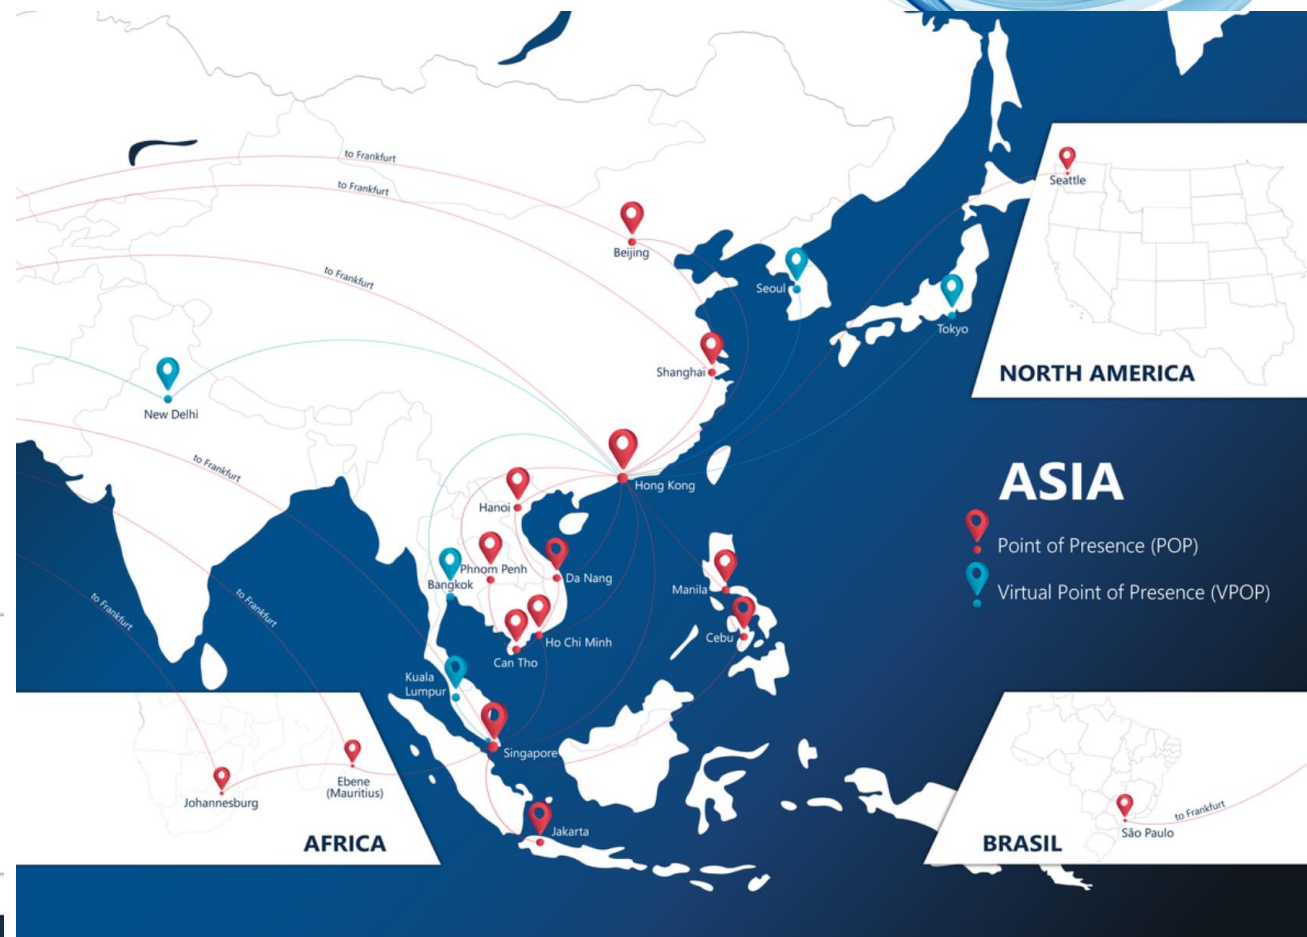 to Frankfurt
to Frankfurt
Seattle
Beijing
to Frankfurt
Seoul
Tokyo
Shanghai
NORTH AMERICA
New Delhi
to Frankfurt
ASIA
Hong Kong
Hanoi
Point of Presence (POP)
Phnom Penh
Bangkok
Da Nang
Manila
Virtual Point of Presence (VPOP)
to Frankfurt
to Frankfurt
Ho Chi Minh
Cebu
Can Tho
Kuala
Lumpur
Singapore
Ebene
(Mauritius)
Johannesburg
to Frankfurt
Jakarta
São Paulo
AFRICA
BRASIL